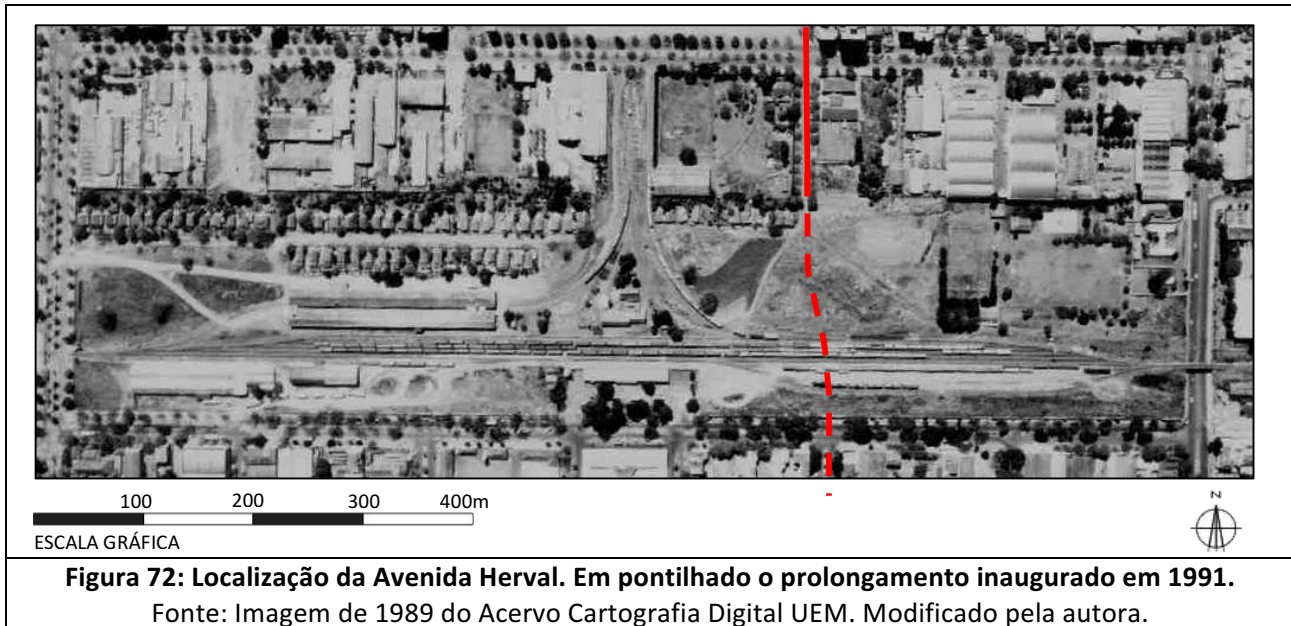 100 200 300 400m
N
ESCALA GRÁFICA
Figura 72: Localização da Avenida Herval. Em pontilhado o prolongamento inaugurado em 1991.
Fonte: Imagem de 1989 do Acervo Cartografia Digital UEM. Modificado pela autora.